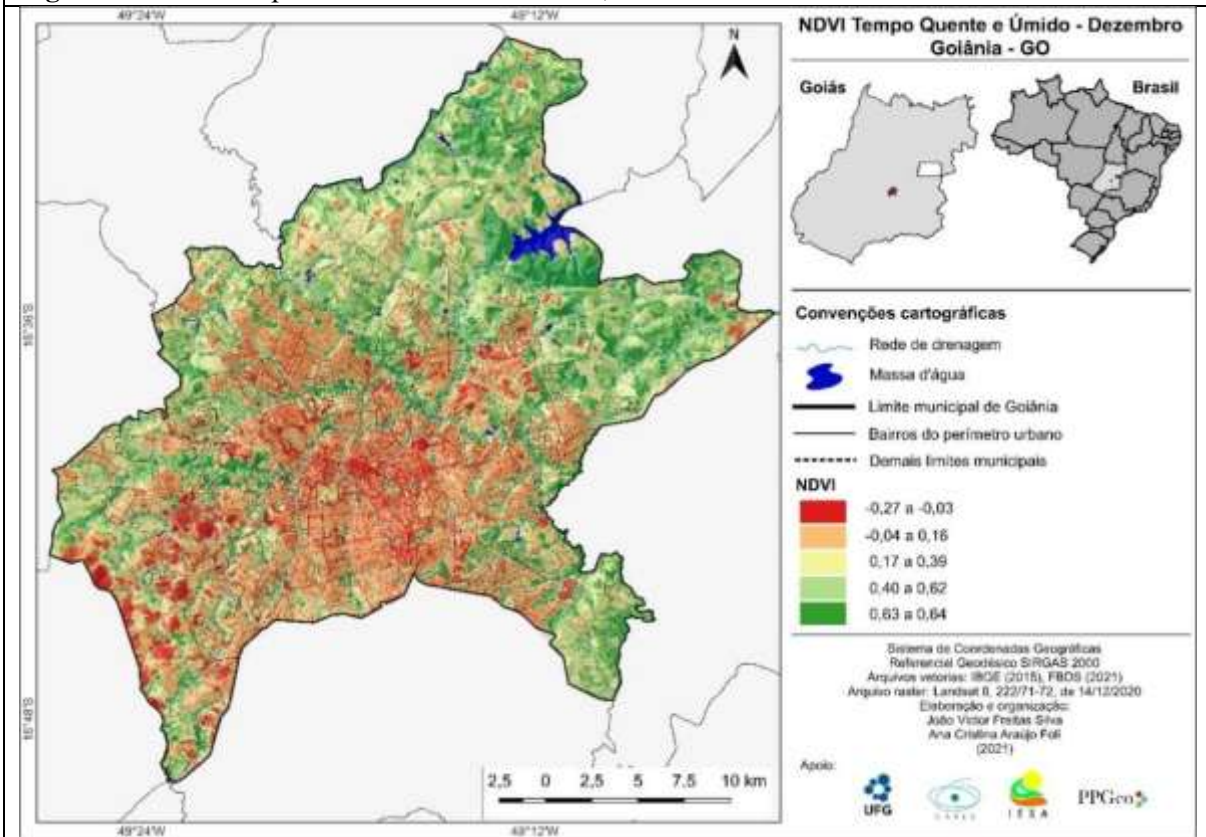 49°24'W
49°12'W
N
16°36'S
16°48'S
2,5 0 2,5 5 7,5 10 km
49°24'W
49°12'W
NDVI Tempo Quente e Úmido - Dezembro
Goiânia - GO
Goiás
Brasil
Convenções cartográficas
Rede de drenagem
Massa d'água
Limite municipal de Goiânia
Bairros do perímetro urbano
Demais limites municipais
NDVI
-0,27 a -0,03
-0,04 a 0,16
0,17 a 0,39
0,40 a 0,62
0,63 a 0,64
Sistema de Coordenadas Geográficas
Referencial Geodésico SIRGAS 2000
Arquivos vetoriais: IBGE (2015), FBDS (2021)
Arquivo raster: Landsat 8, 222/71-72, de 14/12/2020
Elaboração e organização:
João Victor Freitas Silva
Ana Cristina Araújo Foli
(2021)
Apoio:
UFG
IESA
PPGeo